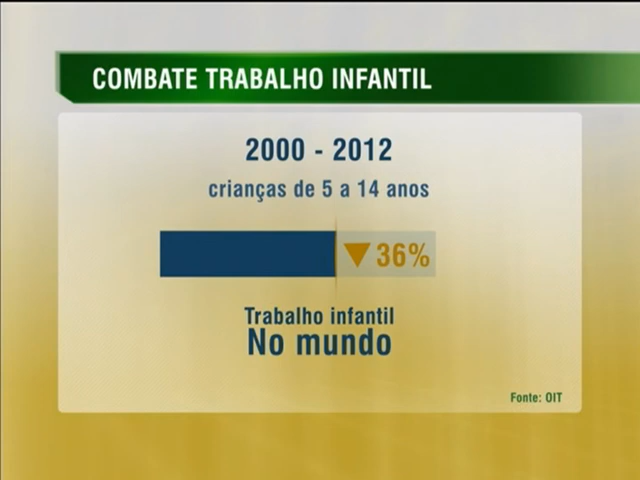 COMBATE TRABALHO INFANTIL
2000 - 2012
crianças de 5 a 14 anos
36%
Trabalho infantil
No mundo
Fonte: OIT